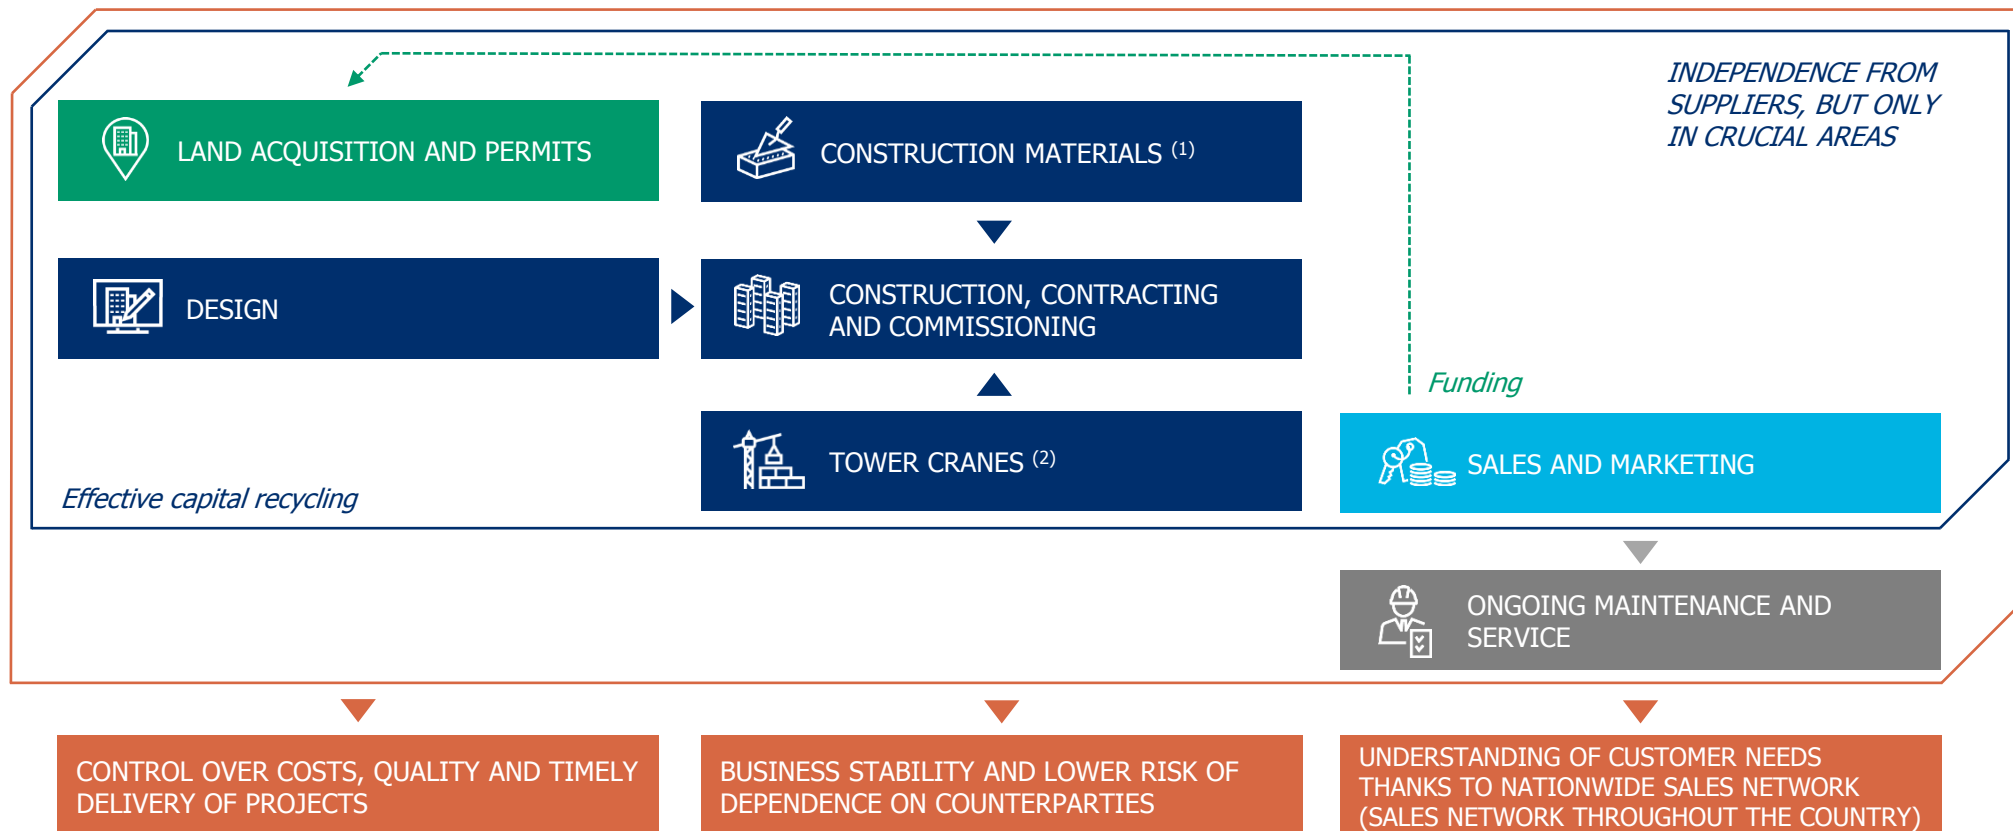 INDEPENDENCE FROM
SUPPLIERS, BUT ONLY
IN CRUCIAL AREAS
LAND ACQUISITION AND PERMITS
CONSTRUCTION MATERIALS (1)
DESIGN
CONSTRUCTION, CONTRACTING
AND COMMISSIONING
Funding
TOWER CRANES (2)
SALES AND MARKETING
Effective capital recycling
ONGOING MAINTENANCE AND
SERVICE
CONTROL OVER COSTS, QUALITY AND TIMELY
DELIVERY OF PROJECTS
BUSINESS STABILITY AND LOWER RISK OF
DEPENDENCE ON COUNTERPARTIES
UNDERSTANDING OF CUSTOMER NEEDS
THANKS TO NATIONWIDE SALES NETWORK
(SALES NETWORK THROUGHOUT THE COUNTRY)